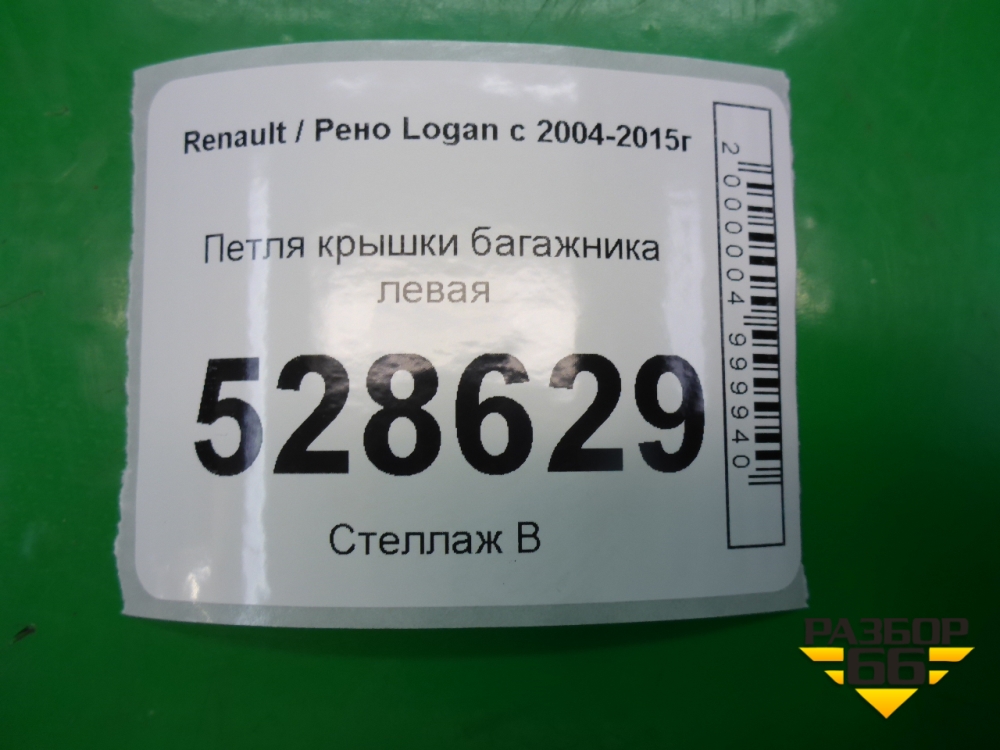 Renault / Рено Logan с 2004-2015г
Петля крышки багажника
левая
528629
Стеллаж В
2000004999940
РАЗБОР
66